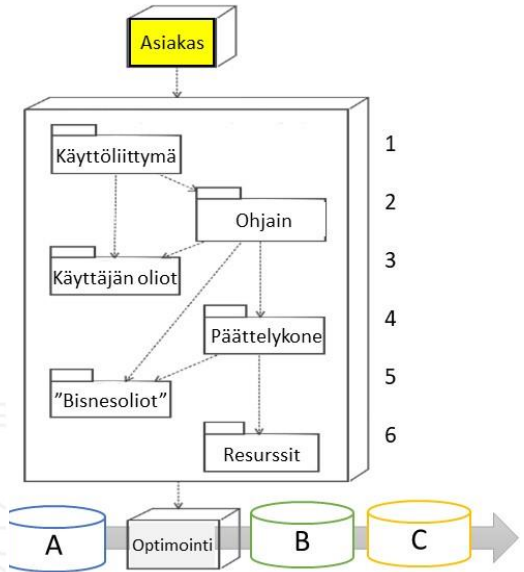 Asiakas
Käyttöliittymä
1
Ohjain
2
Käyttäjän oliot
3
Päättelykone
4
"Bisnesoliot"
5
Resurssit
6
A
Optimointi
B
C